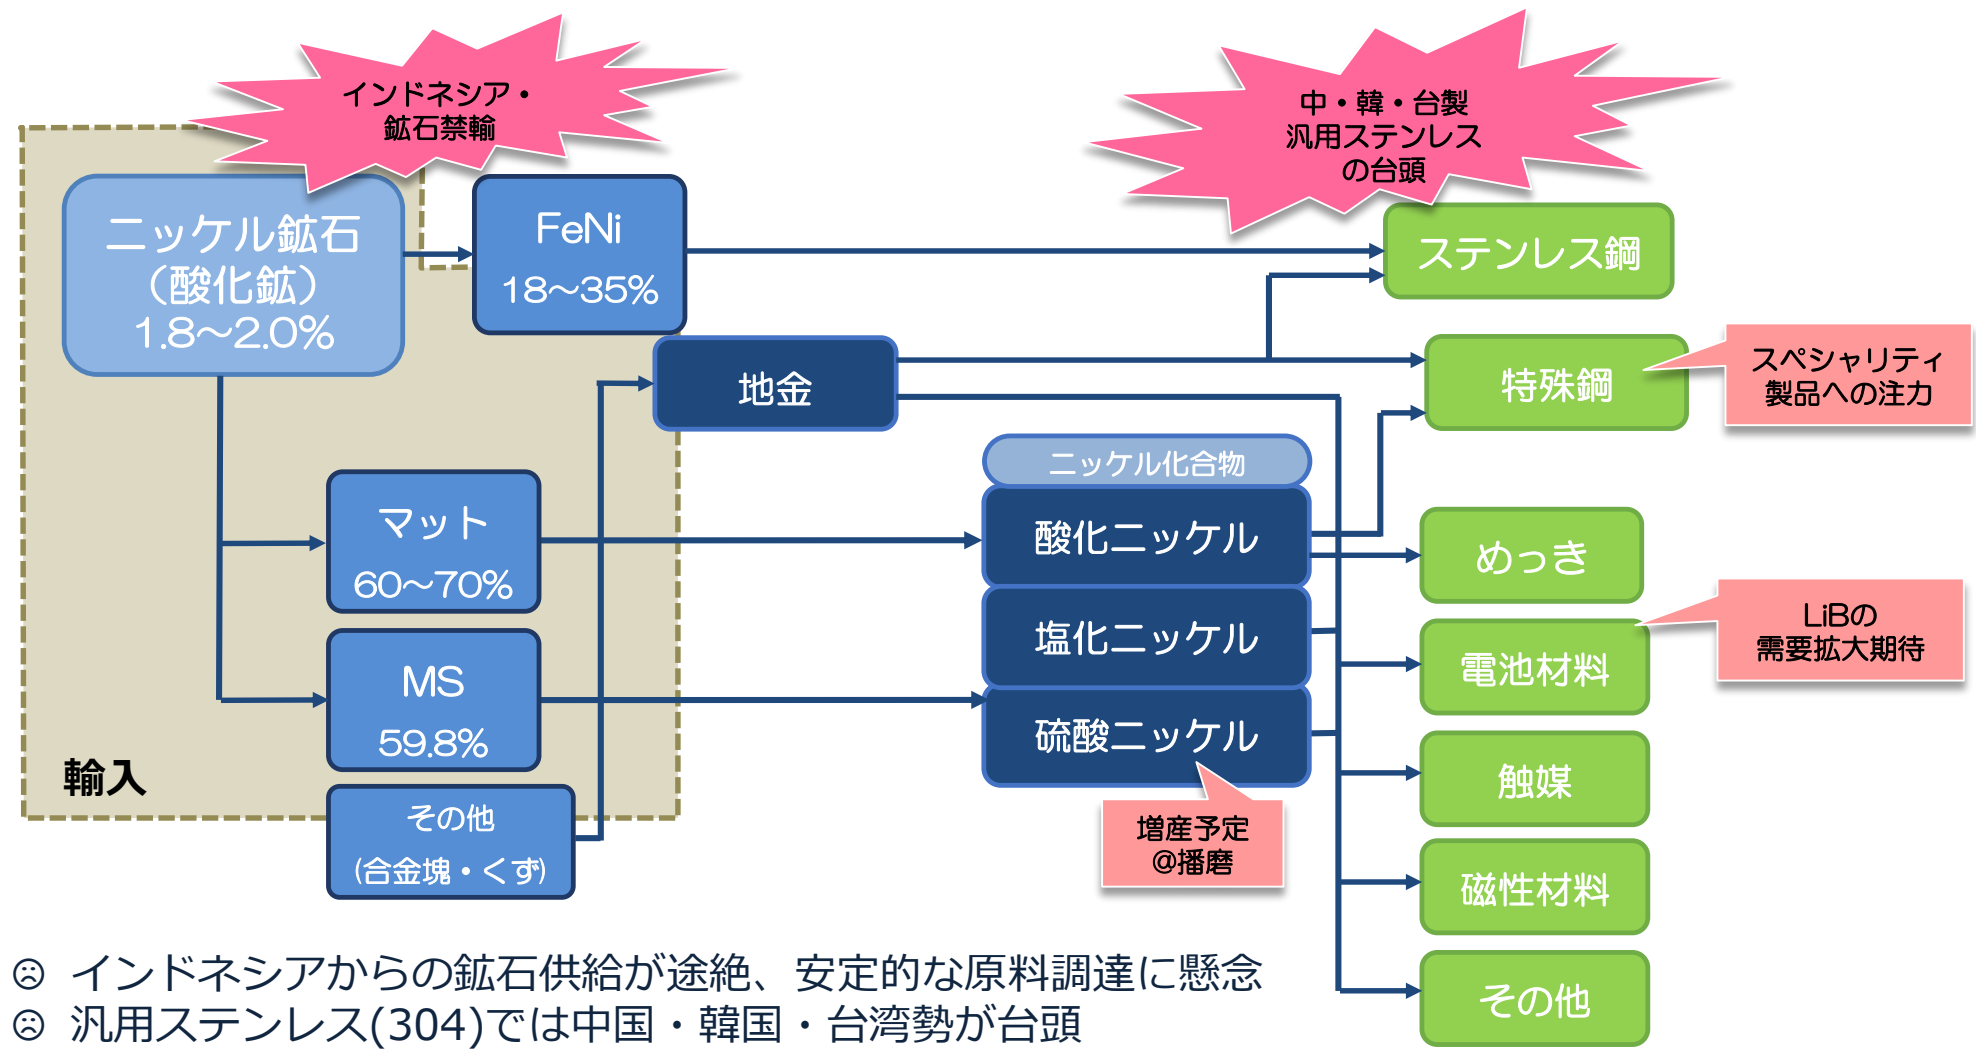 インドネシア・
鉱石禁輸
中・韓・台製
汎用ステンレス
の台頭
ニッケル鉱石
（酸化鉱）
1.8～2.0%
FeNi
18～35%
ステンレス鋼
地金
特殊鋼
スペシャリティ
製品への注力
ニッケル化合物
マット
60～70%
酸化ニッケル
めっき
塩化ニッケル
LiBの
需要拡大期待
電池材料
MS
59.8%
硫酸ニッケル
触媒
輸入
その他
(合金塊・くず)
増産予定
@播磨
磁性材料
その他
☹ インドネシアからの鉱石供給が途絶、安定的な原料調達に懸念
☹ 汎用ステンレス(304)では中国・韓国・台湾勢が台頭